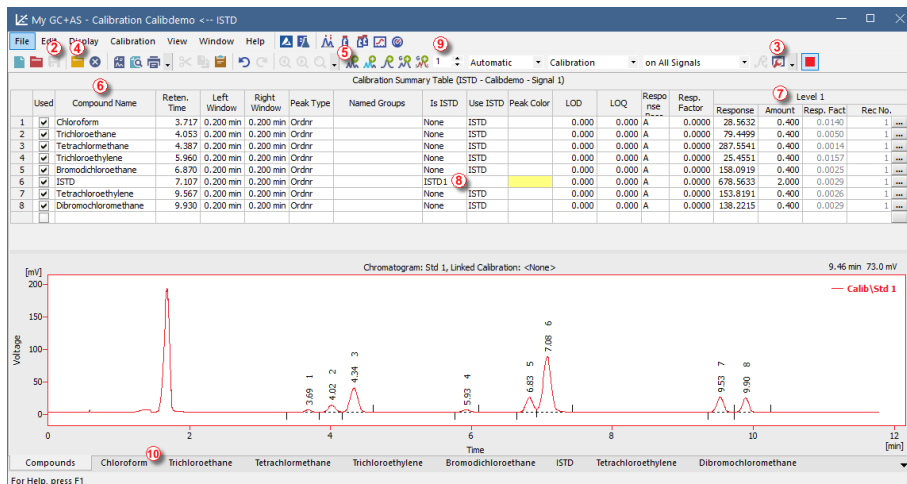 My GC+AS - Calibration Calibdemo <-- ISTD
File Edit Display Calibration View Window Help
2 4 5 9 3
1 Automatic Calibration on All Signals
Calibration Summary Table (ISTD - Calibdemo - Signal 1)
6 7
Used Compound Name Reten. Time Left Window Right Window Peak Type Named Groups Is ISTD Use ISTD Peak Color LOD LOQ Respo nse Resp. Factor Level 1
Response Amount Resp. Fact Rec No.
1 Chloroform 3.717 0.200 min 0.200 min Ordnr None ISTD 0.000 0.000 A 0.0000 28.5632 0.400 0.0140 1 ...
2 Trichloroethane 4.053 0.200 min 0.200 min Ordnr None ISTD 0.000 0.000 A 0.0000 79.4499 0.400 0.0050 1 ...
3 Tetrachlormethane 4.387 0.200 min 0.200 min Ordnr None ISTD 0.000 0.000 A 0.0000 287.5541 0.400 0.0014 1 ...
4 Trichloroethylene 5.960 0.200 min 0.200 min Ordnr None ISTD 0.000 0.000 A 0.0000 25.4551 0.400 0.0157 1 ...
5 Bromodichloroethane 6.870 0.200 min 0.200 min Ordnr None ISTD 0.000 0.000 A 0.0000 158.0919 0.400 0.0025 1 ...
6 ISTD 7.107 0.200 min 0.200 min Ordnr ISTD1 8 0.000 0.000 A 0.0000 678.5633 2.000 0.0029 1 ...
7 Tetrachloroethylene 9.567 0.200 min 0.200 min Ordnr None ISTD 0.000 0.000 A 0.0000 153.8191 0.400 0.0026 1 ...
8 Dibromochloromethane 9.930 0.200 min 0.200 min Ordnr None ISTD 0.000 0.000 A 0.0000 138.2215 0.400 0.0029 1 ...
Chromatogram: Std 1, Linked Calibration: <None>
9.46 min 73.0 mV
[mV]
200
Calib\Std 1
150
100
50
0
Voltage
3.69 1
4.02 2
4.34 3
5.93 4
6.83 5
7.08 6
9.53 7
9.90 8
0 2 4 6 8 10 12
Time
[min]
10
Compounds Chloroform Trichloroethane Tetrachlormethane Trichloroethylene Bromodichloroethane ISTD Tetrachloroethylene Dibromochloromethane
For Help, press F1